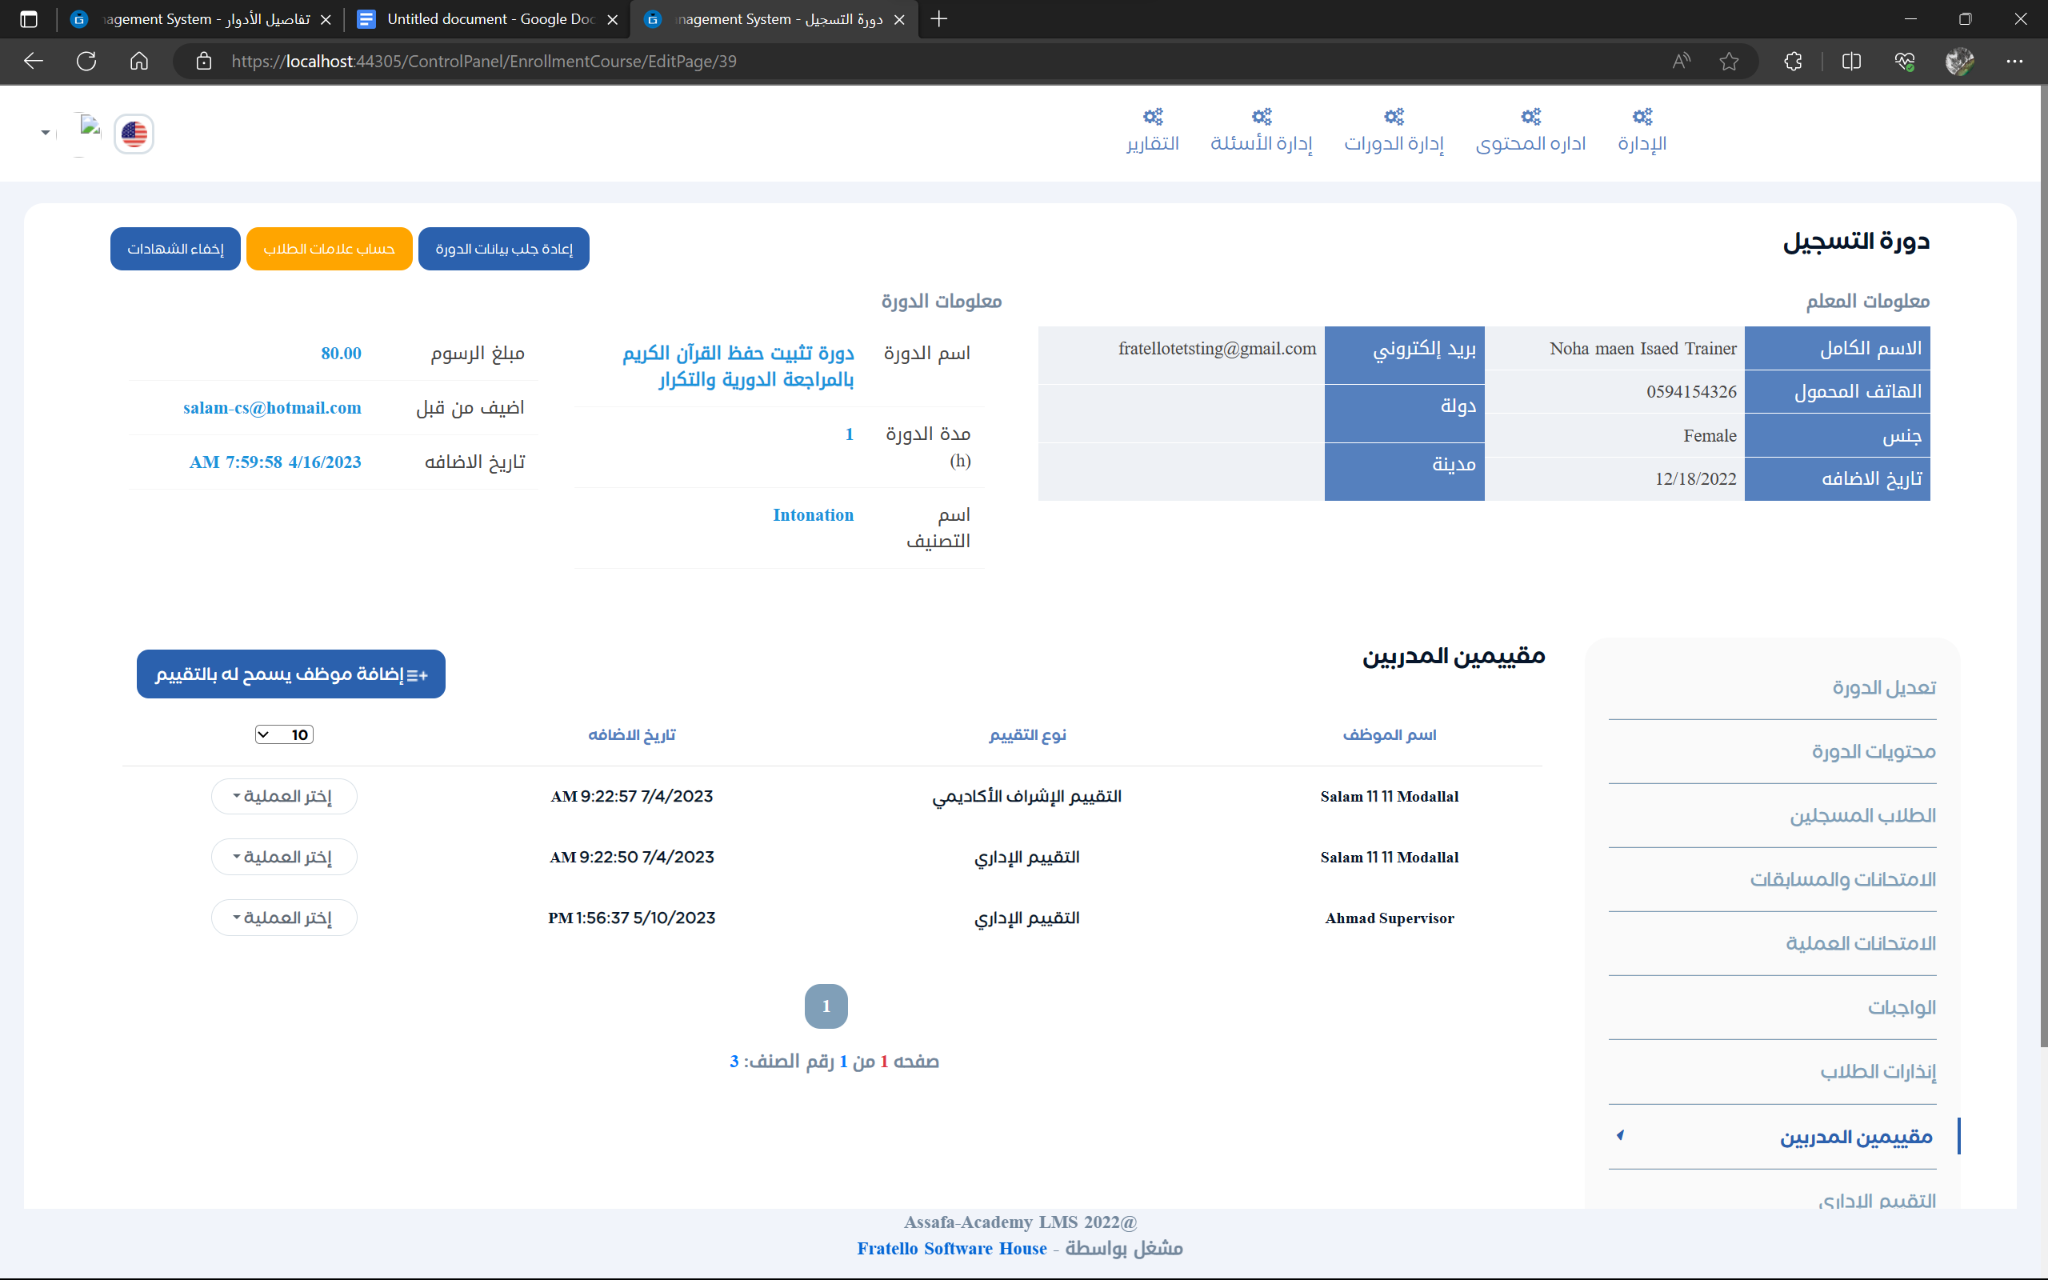 nagement System - تفاصيل الأدوار
Untitled document - Google Doc
nagement System - دورة التسجيل
https://localhost:44305/ControlPanel/EnrollmentCourse/EditPage/39
الإدارة
اداره المحتوى
إدارة الدورات
إدارة الأسئلة
التقارير
دورة التسجيل
إعادة جلب بيانات الدورة
حساب علامات الطلاب
إخفاء الشهادات
معلومات المعلم
الاسم الكامل Noha maen Isaed Trainer
الهاتف المحمول 0594154326
جنس Female
تاريخ الاضافه 12/18/2022
بريد إلكتروني fratellotetsting@gmail.com
دولة
مدينة
معلومات الدورة
اسم الدورة دورة تثبيت حفظ القرآن الكريم
بالمراجعة الدورية والتكرار
مدة الدورة 1
(h)
اسم Intonation
التصنيف
مبلغ الرسوم 80.00
اضيف من قبل salam-cs@hotmail.com
تاريخ الاضافه AM 7:59:58 4/16/2023
تعديل الدورة
محتويات الدورة
الطلاب المسجلين
الامتحانات والمسابقات
الامتحانات العملية
الواجبات
إنذارات الطلاب
مقييمين المدربين
التقييم الإداري
مقييمين المدربين
إضافة موظف يسمح له بالتقييم
اسم الموظف نوع التقييم تاريخ الاضافه 10
Salam 11 11 Modallal التقييم الإشراف الأكاديمي AM 9:22:57 7/4/2023 إختر العملية
Salam 11 11 Modallal التقييم الإداري AM 9:22:50 7/4/2023 إختر العملية
Ahmad Supervisor التقييم الإداري PM 1:56:37 5/10/2023 إختر العملية
1
صفحه 1 من 1 رقم الصنف: 3
Assafa-Academy LMS 2022@
مشغل بواسطة - Fratello Software House